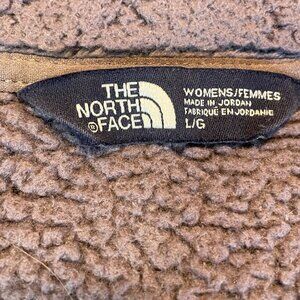 THE
NORTH
FACE
®
WOMENS/FEMMES
MADE IN JORDAN
FABRIQUÉ EN JORDANIE
L/G